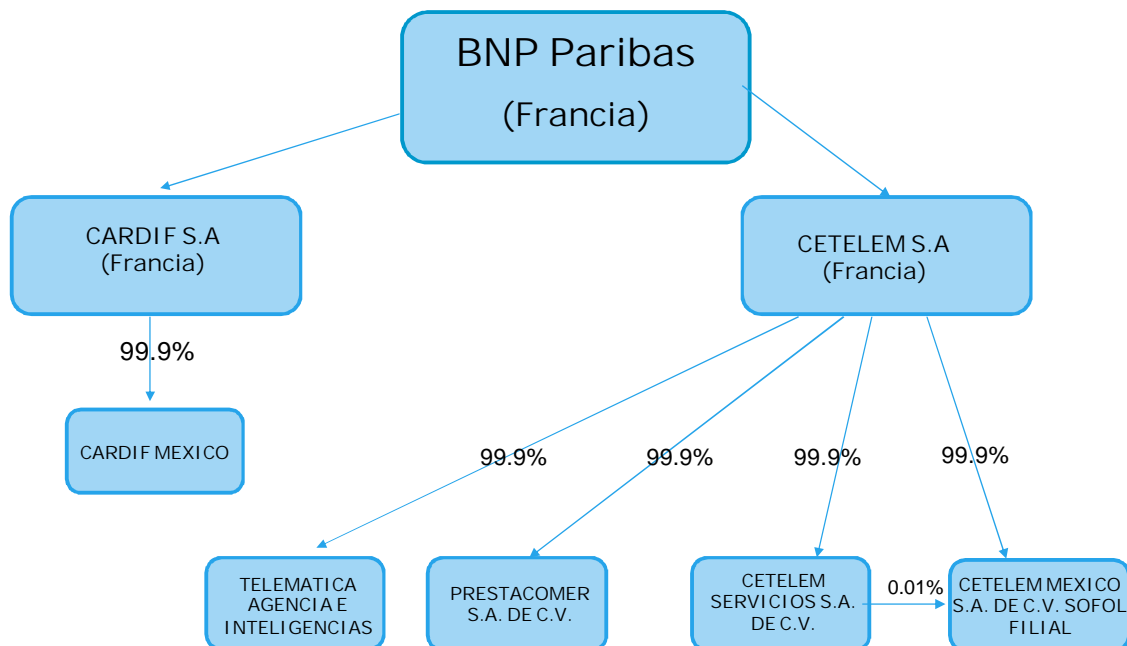 BNP Paribas
(Francia)
CARDIF S.A
(Francia)
CETELEM S.A
(Francia)
99.9%
CARDIF MEXICO
99.9%
99.9%
99.9%
99.9%
TELEMATICA
AGENCIA E
INTELIGENCIAS
PRESTACOMER
S.A. DE C.V.
CETELEM
SERVICIOS S.A.
DE C.V.
0.01%
CETELEM MEXICO
S.A. DE C.V. SOFOL
FILIAL